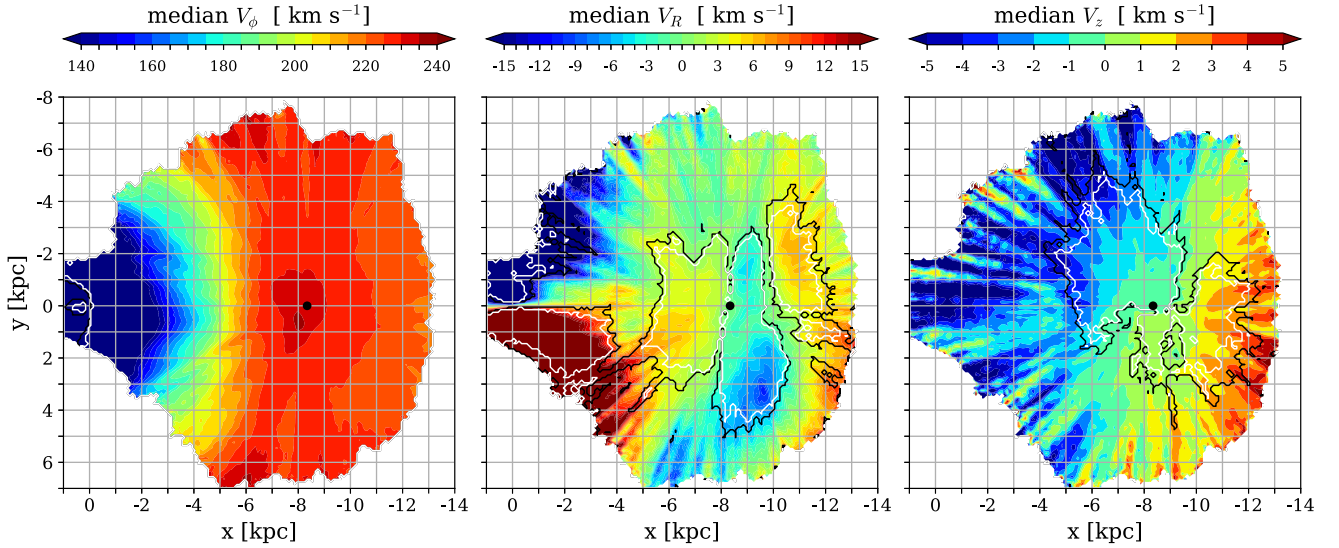 median V_ϕ [ km s⁻¹]
140 160 180 200 220 240
median V_R [ km s⁻¹]
-15 -12 -9 -6 -3 0 3 6 9 12 15
median V_z [ km s⁻¹]
-5 -4 -3 -2 -1 0 1 2 3 4 5
y [kpc]
-8
-6
-4
-2
0
2
4
6
0 -2 -4 -6 -8 -10 -12 -14
x [kpc]
0 -2 -4 -6 -8 -10 -12 -14
x [kpc]
0 -2 -4 -6 -8 -10 -12 -14
x [kpc]